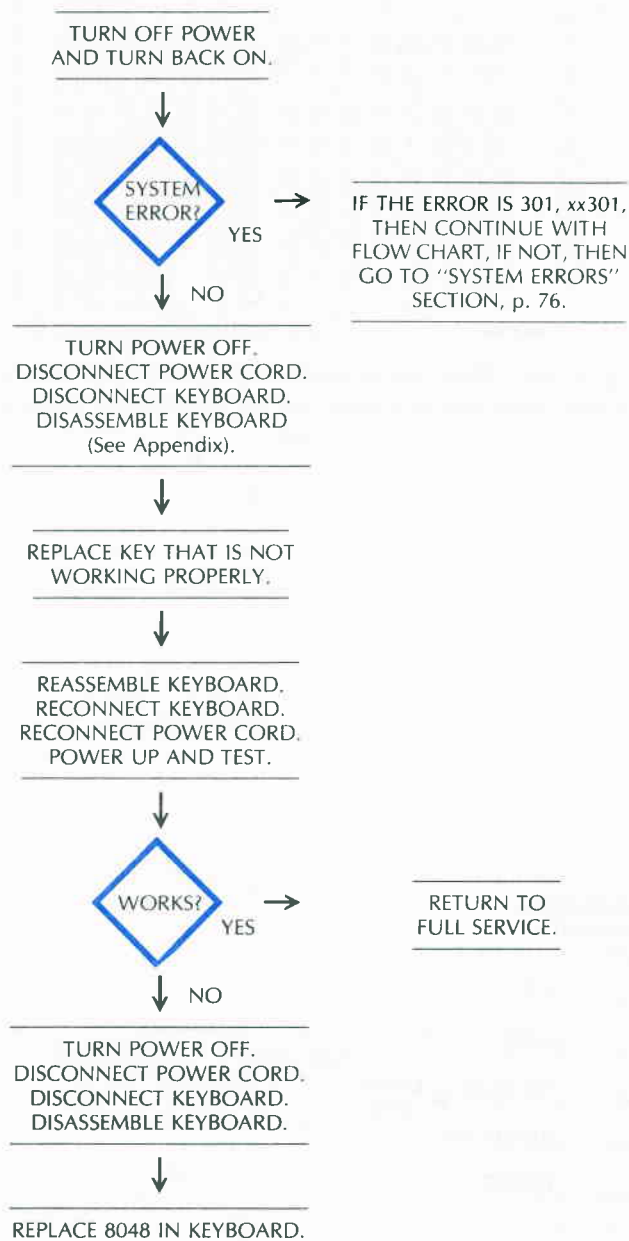 TURN OFF POWER
AND TURN BACK ON.
SYSTEM
ERROR?
YES
IF THE ERROR IS 301, xx301,
THEN CONTINUE WITH
FLOW CHART, IF NOT, THEN
GO TO "SYSTEM ERRORS"
SECTION, p. 76.
NO
TURN POWER OFF.
DISCONNECT POWER CORD.
DISCONNECT KEYBOARD.
DISASSEMBLE KEYBOARD
(See Appendix).
REPLACE KEY THAT IS NOT
WORKING PROPERLY.
REASSEMBLE KEYBOARD.
RECONNECT KEYBOARD.
RECONNECT POWER CORD.
POWER UP AND TEST.
WORKS?
YES
RETURN TO
FULL SERVICE.
NO
TURN POWER OFF.
DISCONNECT POWER CORD.
DISCONNECT KEYBOARD.
DISASSEMBLE KEYBOARD.
REPLACE 8048 IN KEYBOARD.